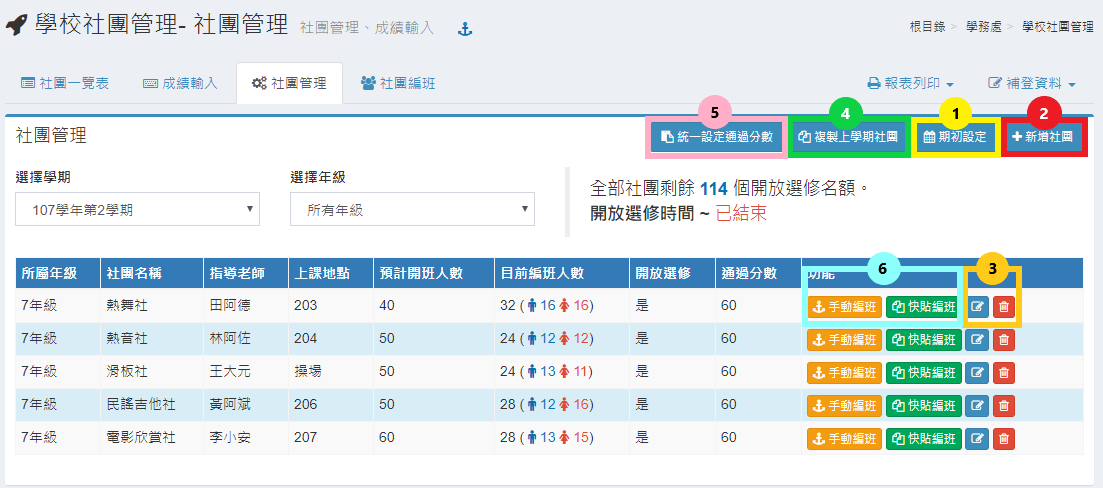 學校社團管理- 社團管理 社團管理、成績輸入
根目錄 > 學務處 > 學校社團管理
社團一覽表 成績輸入 社團管理 社團編班 報表列印 補登資料
5 4 1 2
社團管理 統一設定通過分數 複製上學期社團 期初設定 新增社團
選擇學期 選擇年級
107學年第2學期 所有年級
全部社團剩餘 114 個開放選修名額。
開放選修時間 ~ 已結束
6 3
所屬年級 社團名稱 指導老師 上課地點 預計開班人數 目前編班人數 開放選修 通過分數 功能
7年級 熱舞社 田阿德 203 40 32 ( 16 16) 是 60 手動編班 快貼編班
7年級 熱音社 林阿佐 204 50 24 ( 12 12) 是 60 手動編班 快貼編班
7年級 滑板社 王大元 操場 50 24 ( 13 11) 是 60 手動編班 快貼編班
7年級 民謠吉他社 黃阿斌 206 50 28 ( 12 16) 是 60 手動編班 快貼編班
7年級 電影欣賞社 李小安 207 60 28 ( 13 15) 是 60 手動編班 快貼編班